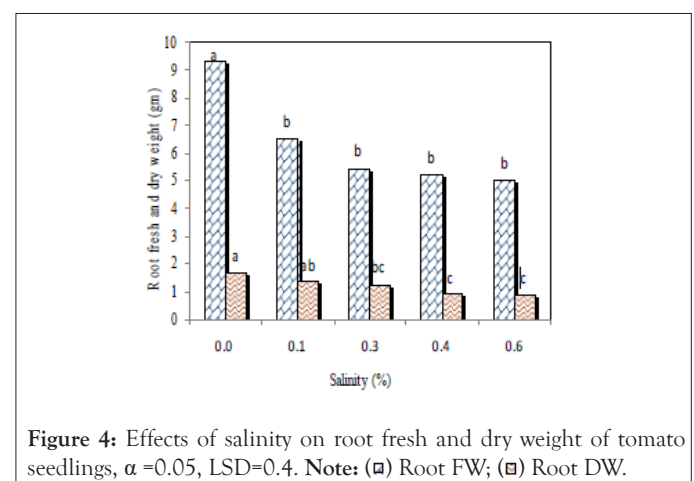 Root fresh and dry weight (gm)
10
9
8
7
6
5
4
3
2
1
0
a
b
b
b
b
a
ab
bc
c
c
0.0 0.1 0.3 0.4 0.6
Salinity (%)
Figure 4: Effects of salinity on root fresh and dry weight of tomato
seedlings, α =0.05, LSD=0.4. Note: () Root FW; () Root DW.